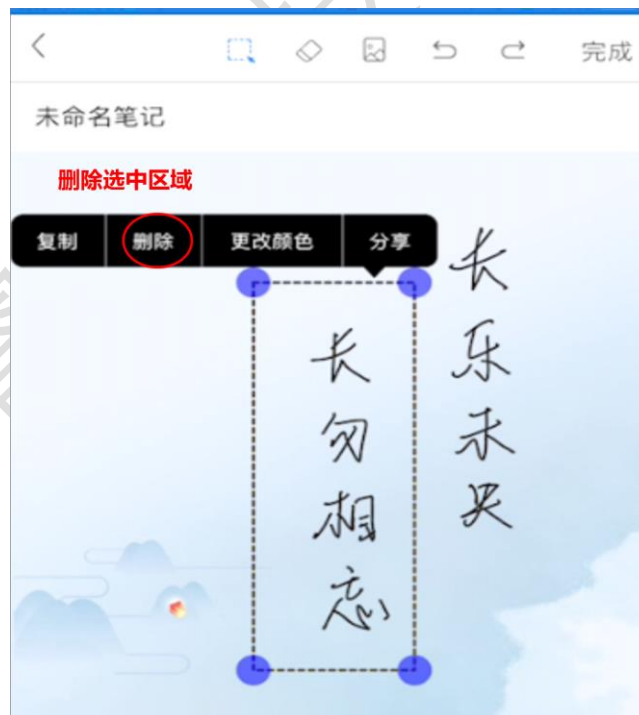 完成
未命名笔记
删除选中区域
复制 删除 更改颜色 分享
长乐未央
长勿相忘